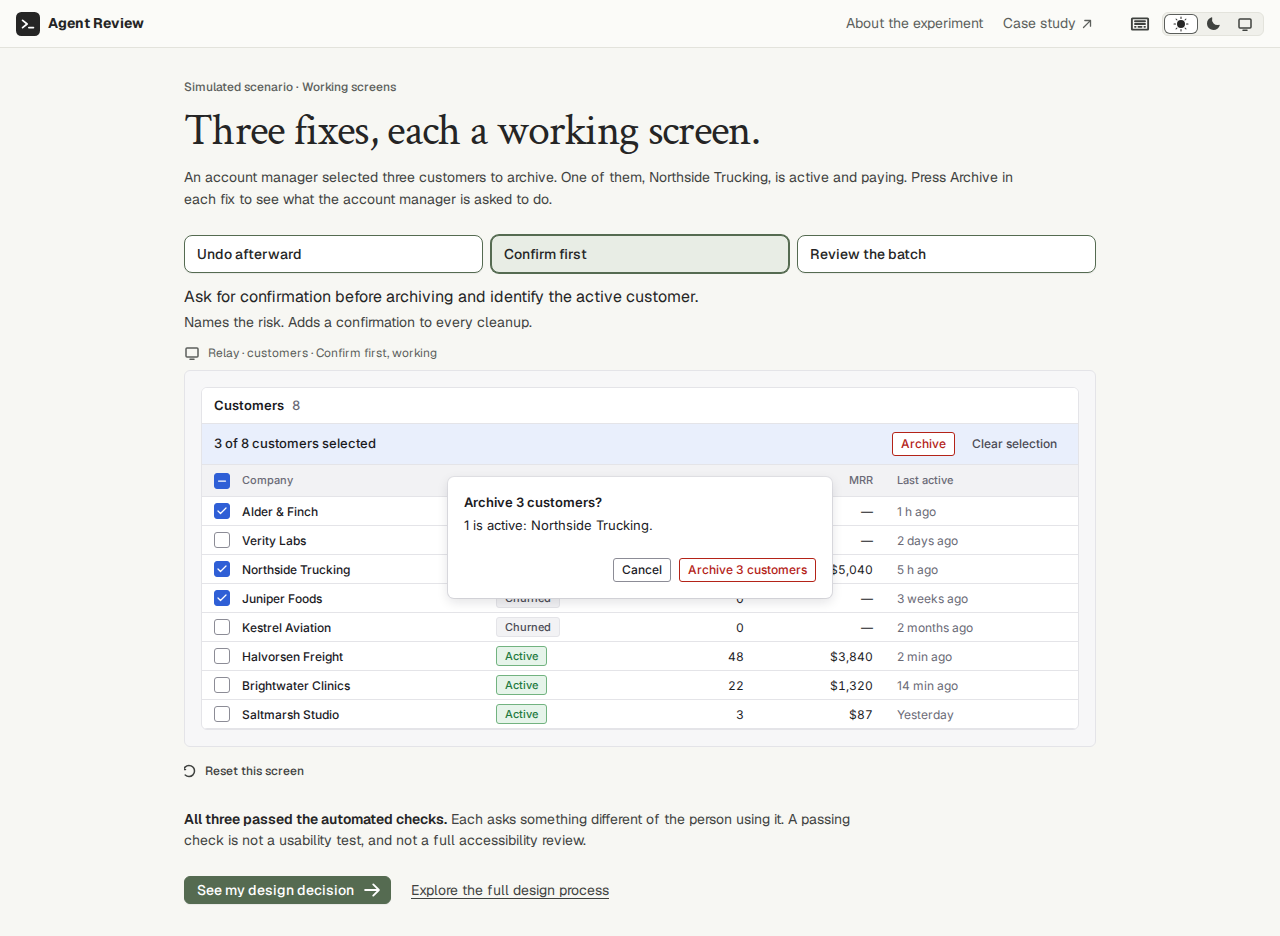 Agent Review
About the experiment
Case study
Simulated scenario · Working screens
Three fixes, each a working screen.
An account manager selected three customers to archive. One of them, Northside Trucking, is active and paying. Press Archive in
each fix to see what the account manager is asked to do.
Undo afterward
Confirm first
Review the batch
Ask for confirmation before archiving and identify the active customer.
Names the risk. Adds a confirmation to every cleanup.
Relay · customers · Confirm first, working
Customers 8
3 of 8 customers selected
Archive
Clear selection
Company MRR Last active
Alder & Finch — 1 h ago
Verity Labs — 2 days ago
Northside Trucking $5,040 5 h ago
Juniper Foods Churned 0 — 3 weeks ago
Kestrel Aviation Churned 0 — 2 months ago
Halvorsen Freight Active 48 $3,840 2 min ago
Brightwater Clinics Active 22 $1,320 14 min ago
Saltmarsh Studio Active 3 $87 Yesterday
Archive 3 customers?
1 is active: Northside Trucking.
Cancel
Archive 3 customers
Reset this screen
All three passed the automated checks. Each asks something different of the person using it. A passing
check is not a usability test, and not a full accessibility review.
See my design decision
Explore the full design process